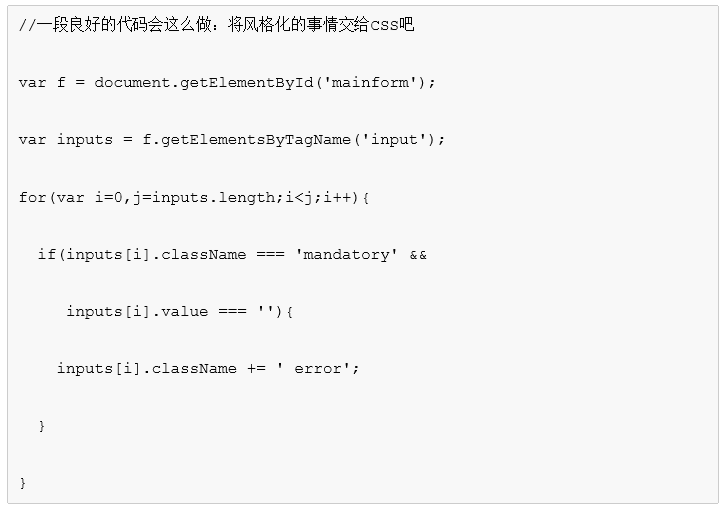 //一段良好的代码会这么做：将风格化的事情交给CSS吧
var f = document.getElementById('mainform');
var inputs = f.getElementsByTagName('input');
for(var i=0,j=inputs.length;i<j;i++){
  if(inputs[i].className === 'mandatory' &&
     inputs[i].value === ''){
    inputs[i].className += ' error';
  }
}